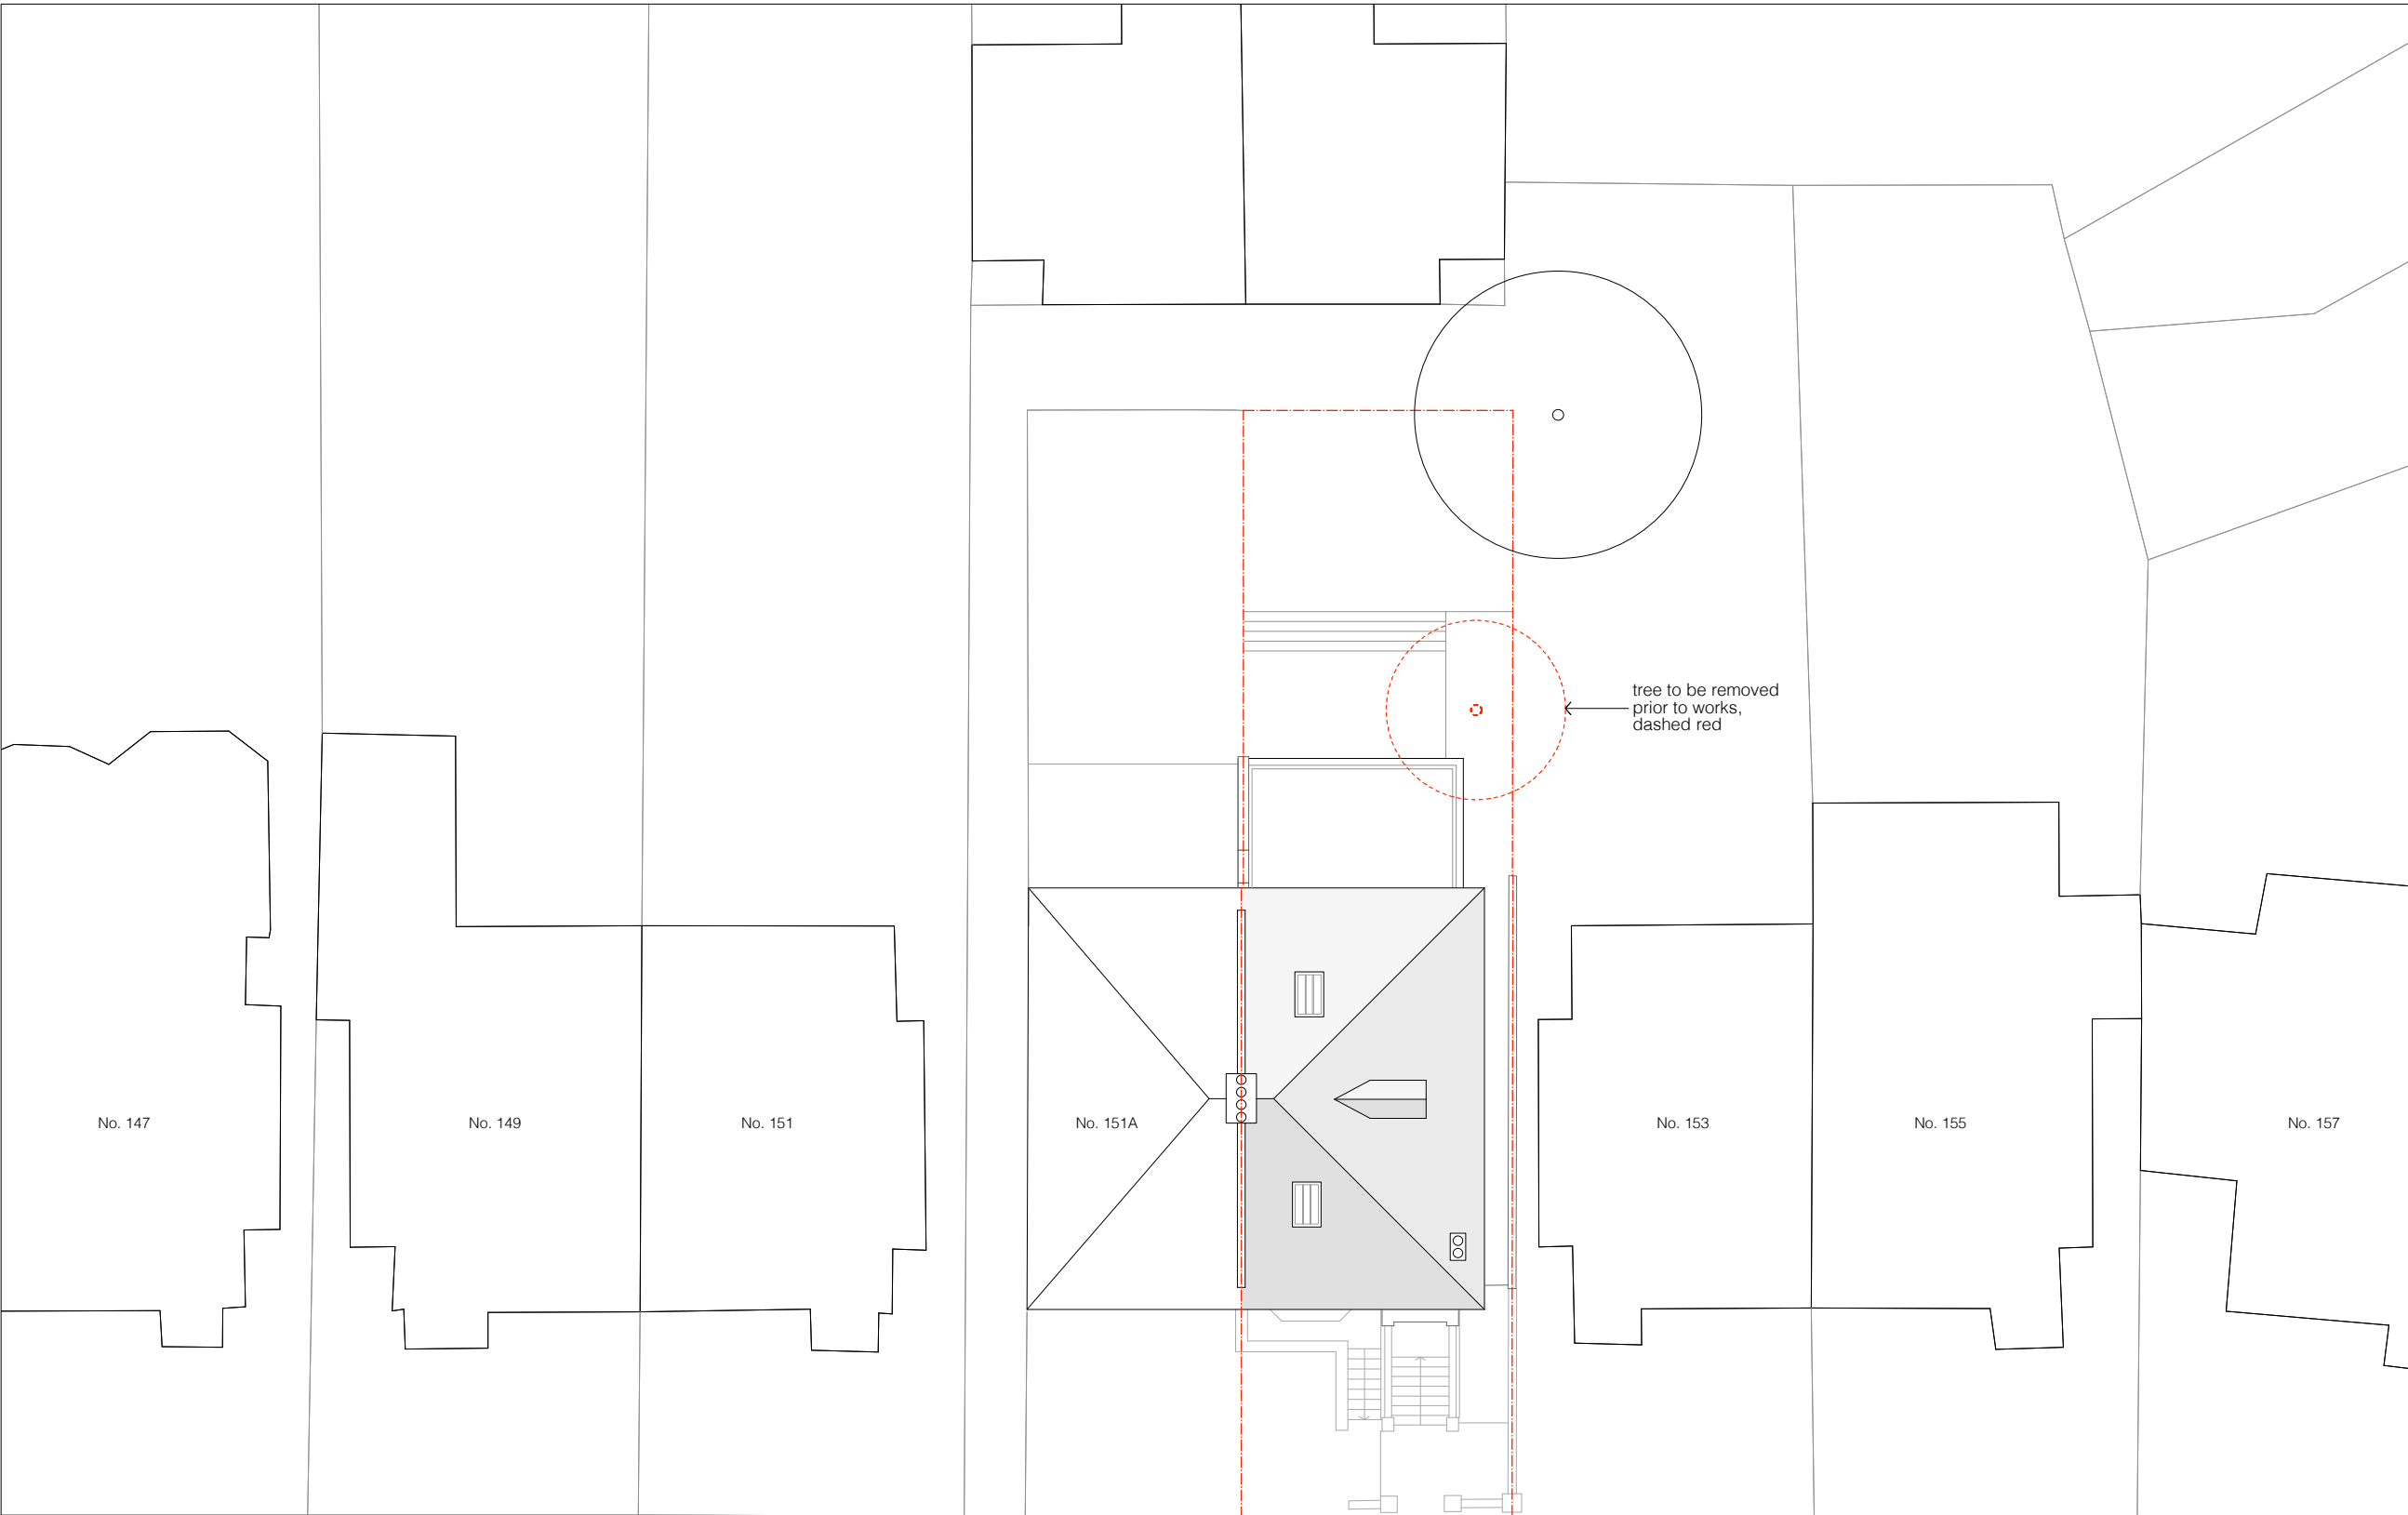 tree to be removed
prior to works,
dashed red
No. 147
No. 149
No. 151
No. 151A
No. 153
No. 155
No. 157